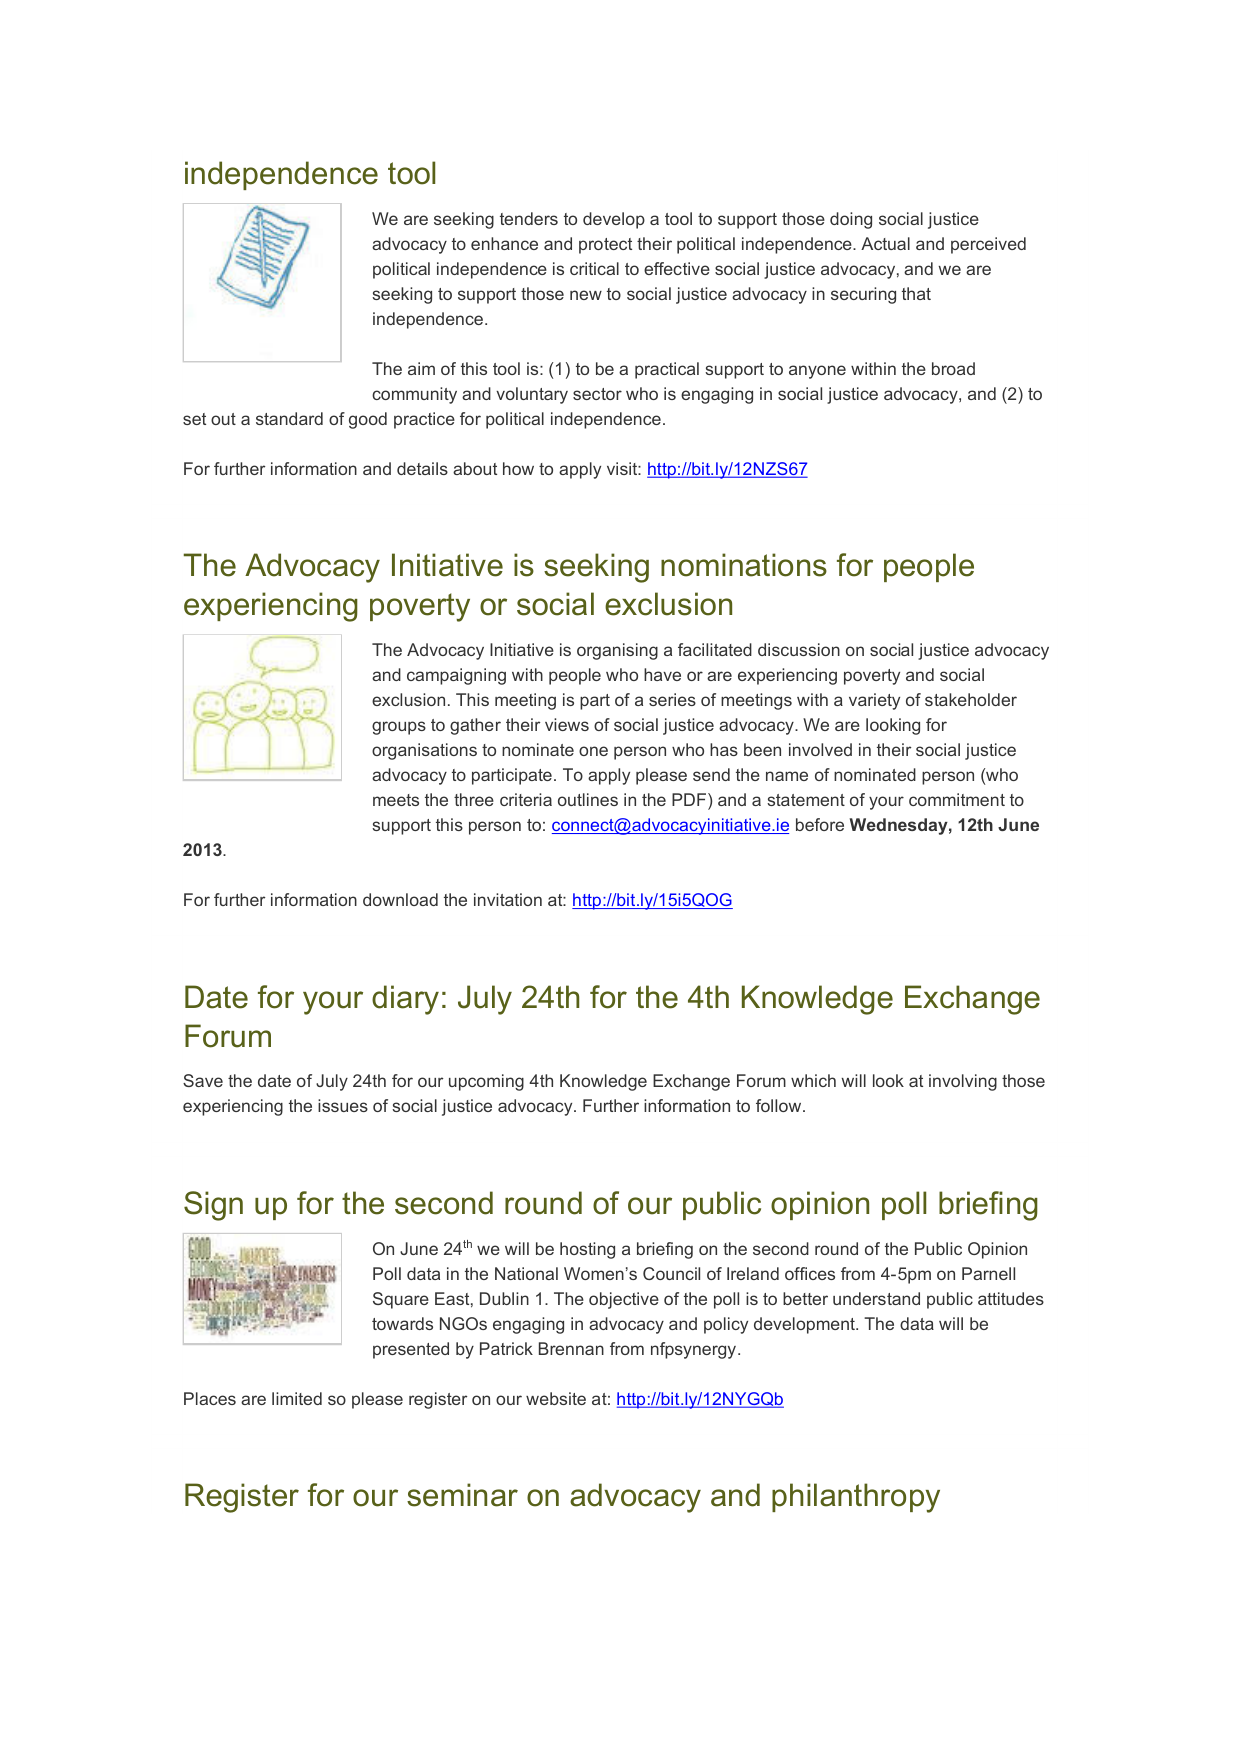 independence tool
We are seeking tenders to develop a tool to support those doing social justice
advocacy to enhance and protect their political independence. Actual and perceived
political independence is critical to effective social justice advocacy, and we are
seeking to support those new to social justice advocacy in securing that
independence.
The aim of this tool is: (1) to be a practical support to anyone within the broad
community and voluntary sector who is engaging in social justice advocacy, and (2) to
set out a standard of good practice for political independence.
For further information and details about how to apply visit: http://bit.ly/12NZS67
The Advocacy Initiative is seeking nominations for people
experiencing poverty or social exclusion
The Advocacy Initiative is organising a facilitated discussion on social justice advocacy
and campaigning with people who have or are experiencing poverty and social
exclusion. This meeting is part of a series of meetings with a variety of stakeholder
groups to gather their views of social justice advocacy. We are looking for
organisations to nominate one person who has been involved in their social justice
advocacy to participate. To apply please send the name of nominated person (who
meets the three criteria outlines in the PDF) and a statement of your commitment to
support this person to: connect@advocacyinitiative.ie before Wednesday, 12th June
2013.
For further information download the invitation at: http://bit.ly/15i5QOG
Date for your diary: July 24th for the 4th Knowledge Exchange
Forum
Save the date of July 24th for our upcoming 4th Knowledge Exchange Forum which will look at involving those
experiencing the issues of social justice advocacy. Further information to follow.
Sign up for the second round of our public opinion poll briefing
GOOD
AWARENESS
RAISING AWARENESS
MONEY
On June 24th we will be hosting a briefing on the second round of the Public Opinion
Poll data in the National Women's Council of Ireland offices from 4-5pm on Parnell
Square East, Dublin 1. The objective of the poll is to better understand public attitudes
towards NGOs engaging in advocacy and policy development. The data will be
presented by Patrick Brennan from nfpsynergy.
Places are limited so please register on our website at: http://bit.ly/12NYGQb
Register for our seminar on advocacy and philanthropy